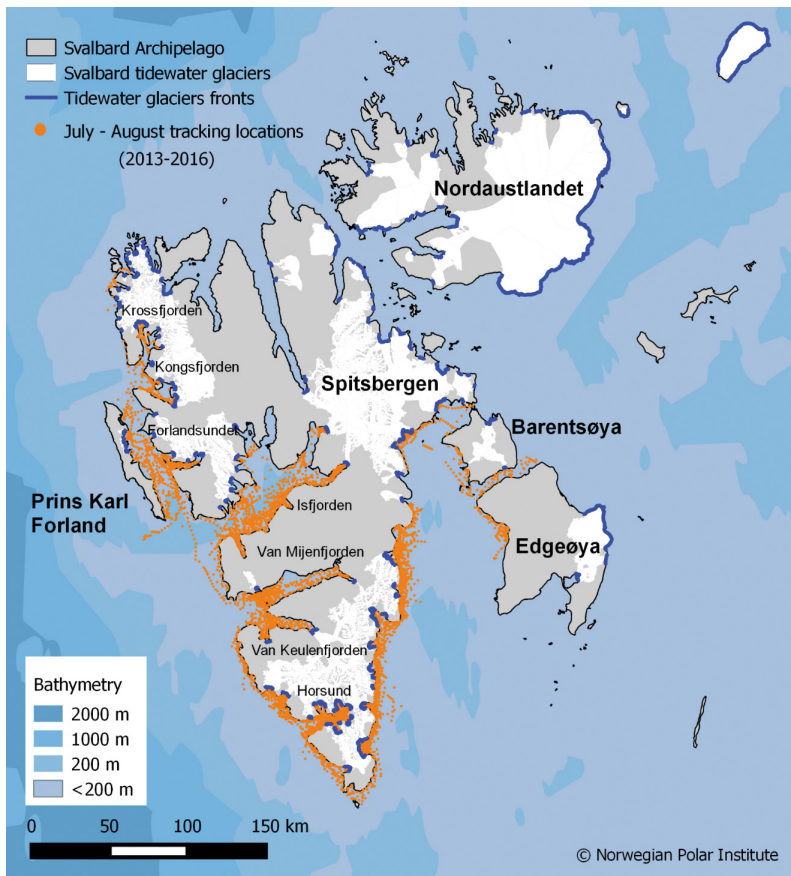 Svalbard Archipelago
Svalbard tidewater glaciers
Tidewater glaciers fronts
July - August tracking locations
(2013-2016)
Nordaustlandet
Krossfjorden
Kongsfjorden
Spitsbergen
Forlandsundet
Barentsøya
Prins Karl
Forland
Isfjorden
Edgeøya
Van Mijenfjorden
Van Keulenfjorden
Horsund
Bathymetry
2000 m
1000 m
200 m
<200 m
0 50 100 150 km
© Norwegian Polar Institute